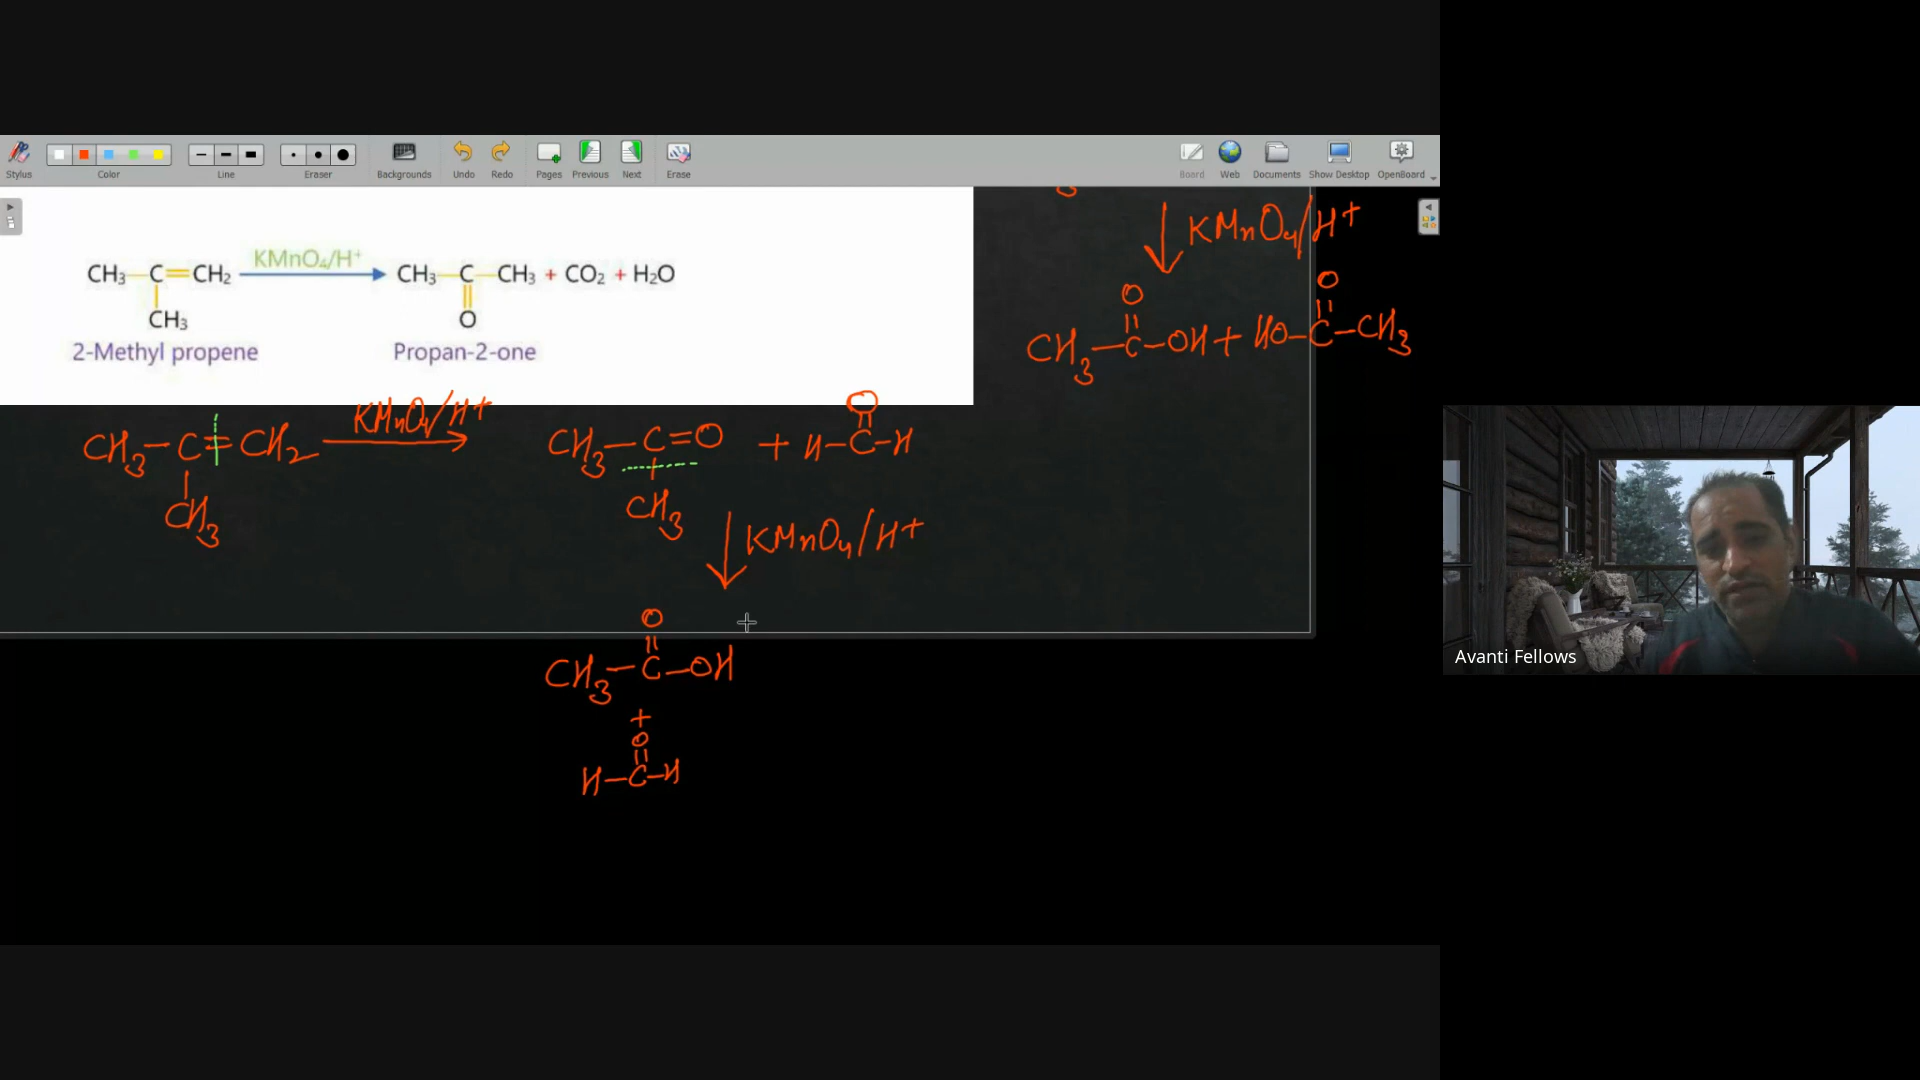 Stylus Color Line Eraser Backgrounds Undo Redo Pages Previous Next Erase Board Web Documents Show Desktop OpenBoard
CH₃ C=CH₂ KMnO₄/H⁺ CH₃ C CH₃ + CO₂ + H₂O
CH₃ O
2-Methyl propene Propan-2-one
3
KMnO₄/H⁺
O O
CH₃-C-OH + HO-C-CH₃
CH₃-C=CH₂ KMnO₄/H⁺ CH₃-C=O + H-C-H
O
CH₃ CH₃
KMnO₄/H⁺
O
CH₃-C-OH
+
O
H-C-H
Avanti Fellows